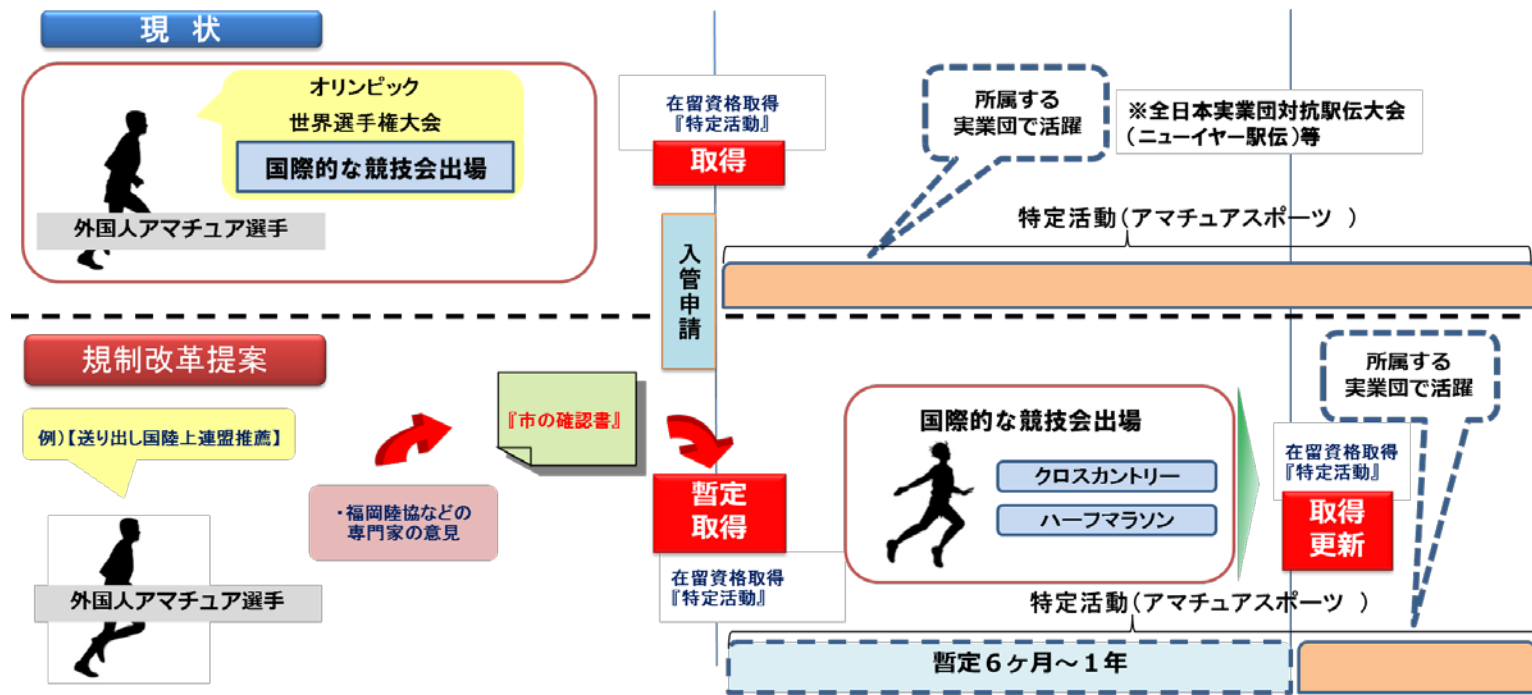 現 状
オリンピック
世界選手権大会
国際的な競技会出場
外国人アマチュア選手
在留資格取得
『特定活動』
取得
入管申請
所属する
実業団で活躍
※全日本実業団対抗駅伝大会
（ニューイヤー駅伝）等
特定活動（アマチュアスポーツ ）
規制改革提案
例）【送り出し国陸上連盟推薦】
外国人アマチュア選手
・福岡陸協などの
専門家の意見
『市の確認書』
暫定
取得
在留資格取得
『特定活動』
国際的な競技会出場
クロスカントリー
ハーフマラソン
在留資格取得
『特定活動』
取得
更新
所属する
実業団で活躍
特定活動（アマチュアスポーツ ）
暫定６ヶ月～１年